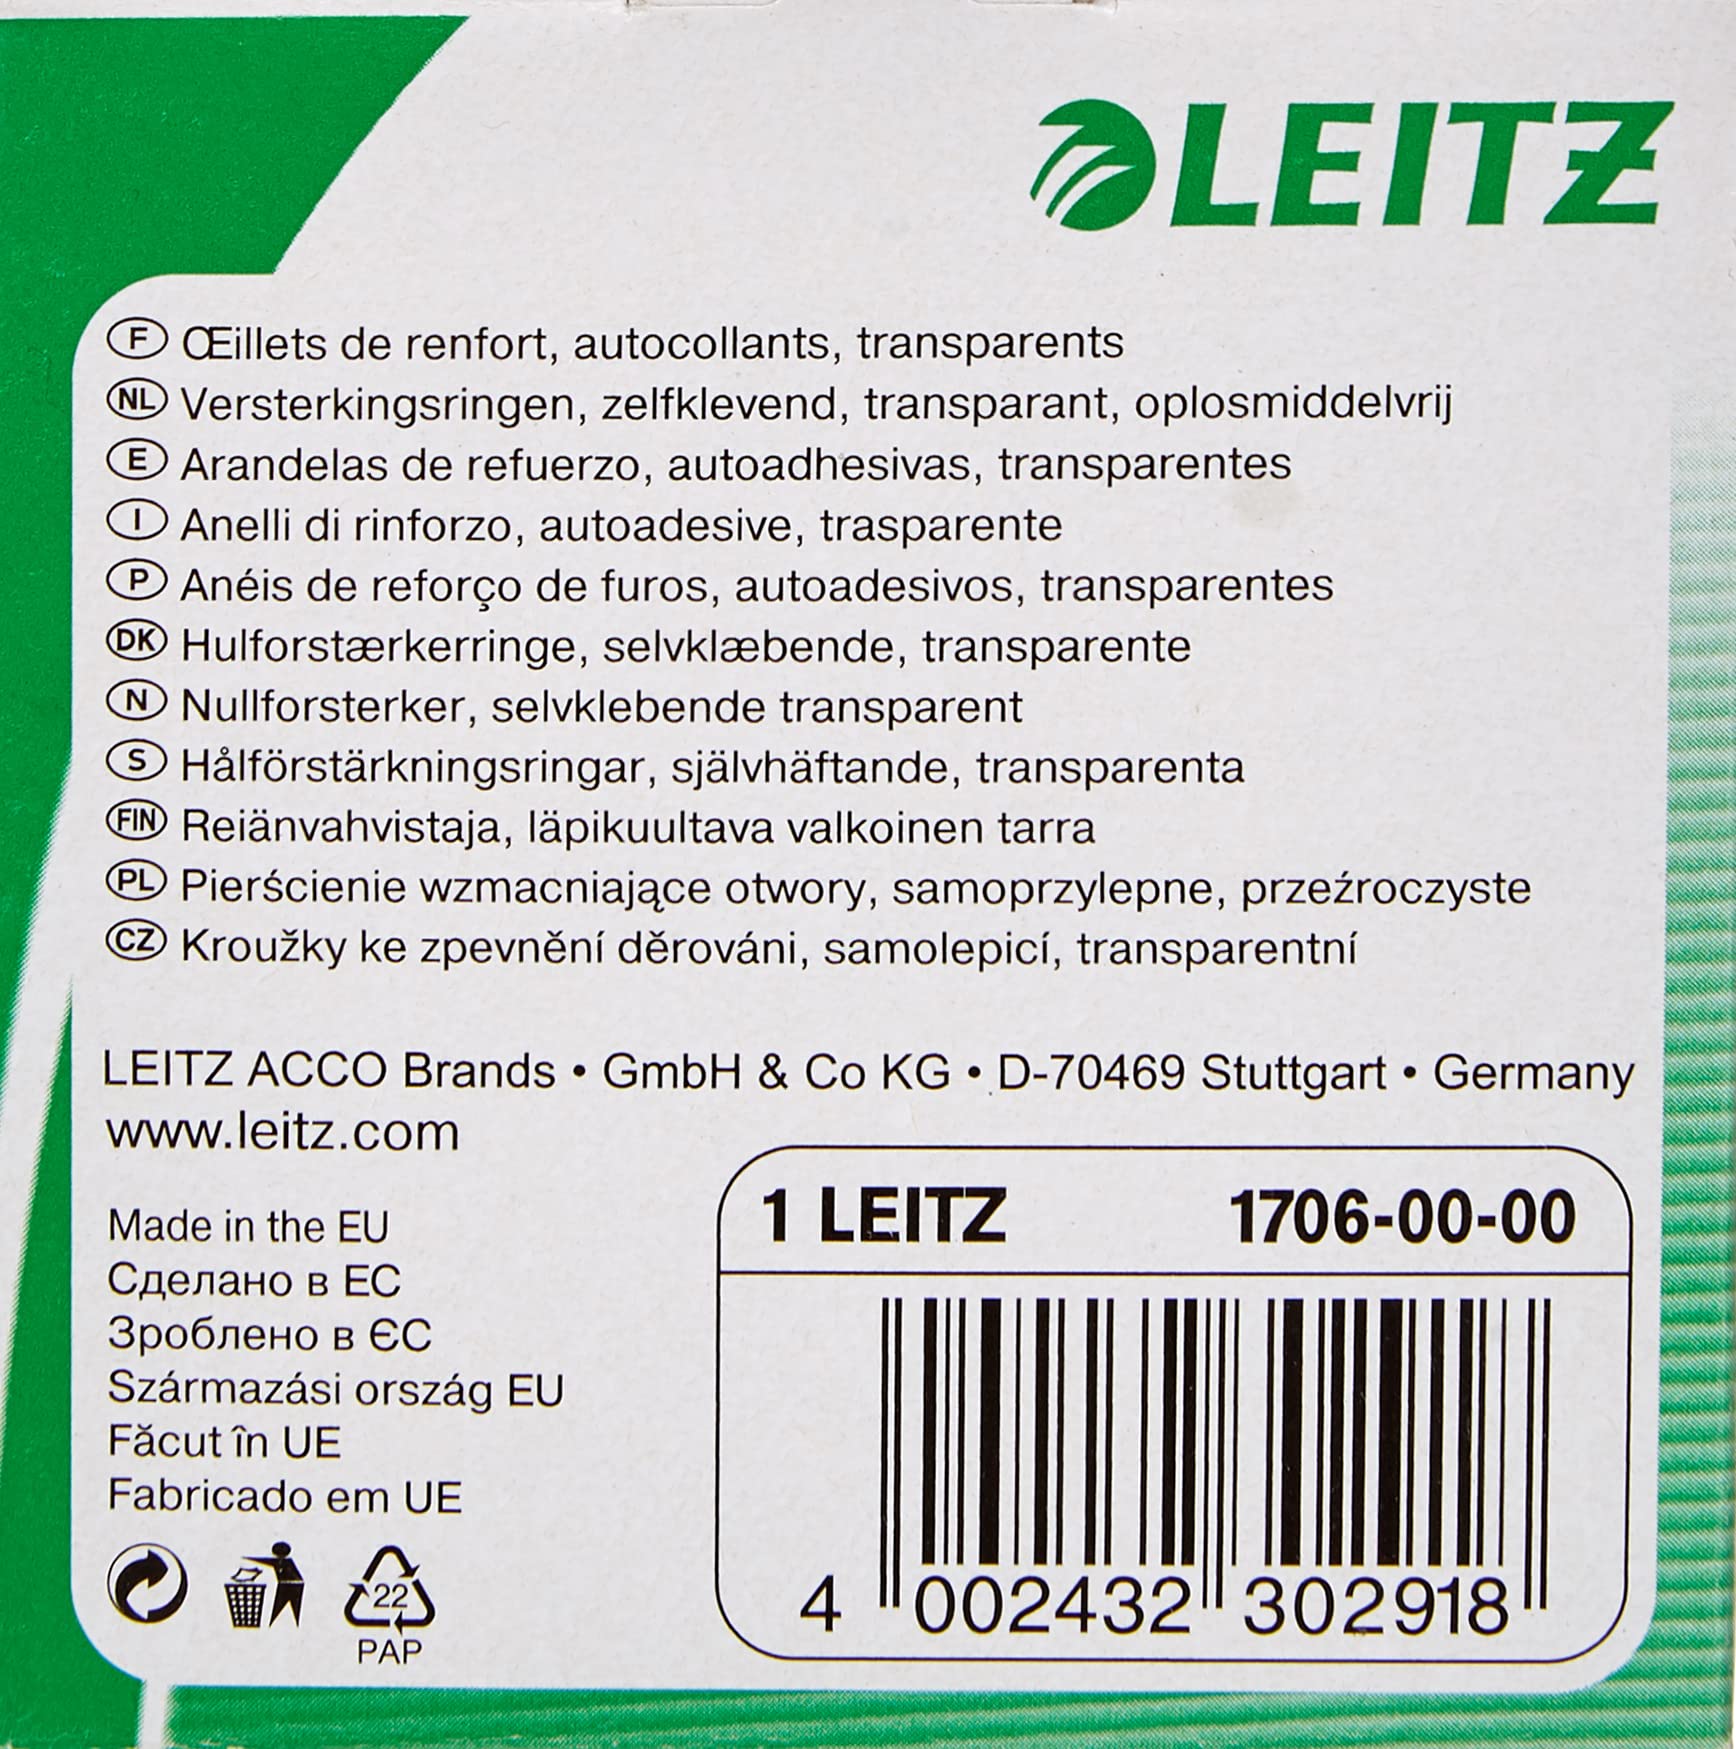 LEITZ
F Œillets de renfort, autocollants, transparents
NL Versterkingsringen, zelfklevend, transparant, oplosmiddelvrij
E Arandelas de refuerzo, autoadhesivas, transparentes
I Anelli di rinforzo, autoadesive, trasparente
P Anéis de reforço de furos, autoadesivos, transparentes
DK Hulforstærkerringe, selvklæbende, transparente
N Nullforsterker, selvklebende transparent
S Hålförstärkningsringar, självhäftande, transparenta
FIN Reiänvahvistaja, läpikuultava valkoinen tarra
PL Pierścienie wzmacniające otwory, samoprzylepne, przeźroczyste
CZ Kroužky ke zpevnění děrováni, samolepicí, transparentní
LEITZ ACCO Brands • GmbH & Co KG • D-70469 Stuttgart • Germany
www.leitz.com
Made in the EU
Сделано в ЕС
Зроблено в ЄС
Származási ország EU
Făcut în UE
Fabricado em UE
22
PAP
1 LEITZ 1706-00-00
4 002432 302918